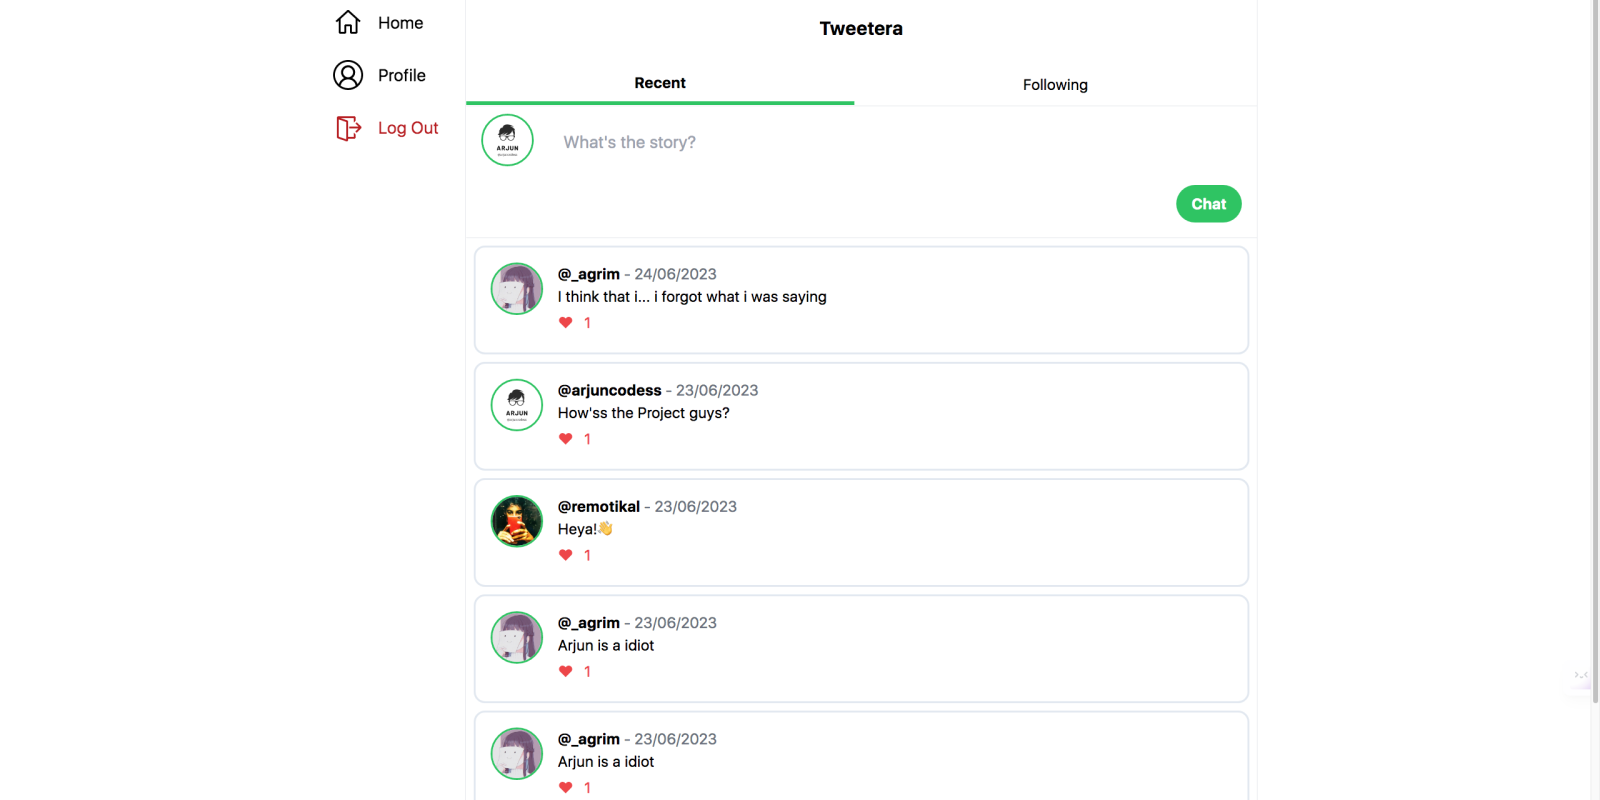 Home
Profile
Log Out
Tweetera
Recent
Following
ARJUN
What's the story?
Chat
@_agrim - 24/06/2023
I think that i... i forgot what i was saying
1
ARJUN
@arjuncodess - 23/06/2023
How'ss the Project guys?
1
@remotikal - 23/06/2023
Heya!👋
1
@_agrim - 23/06/2023
Arjun is a idiot
1
@_agrim - 23/06/2023
Arjun is a idiot
1